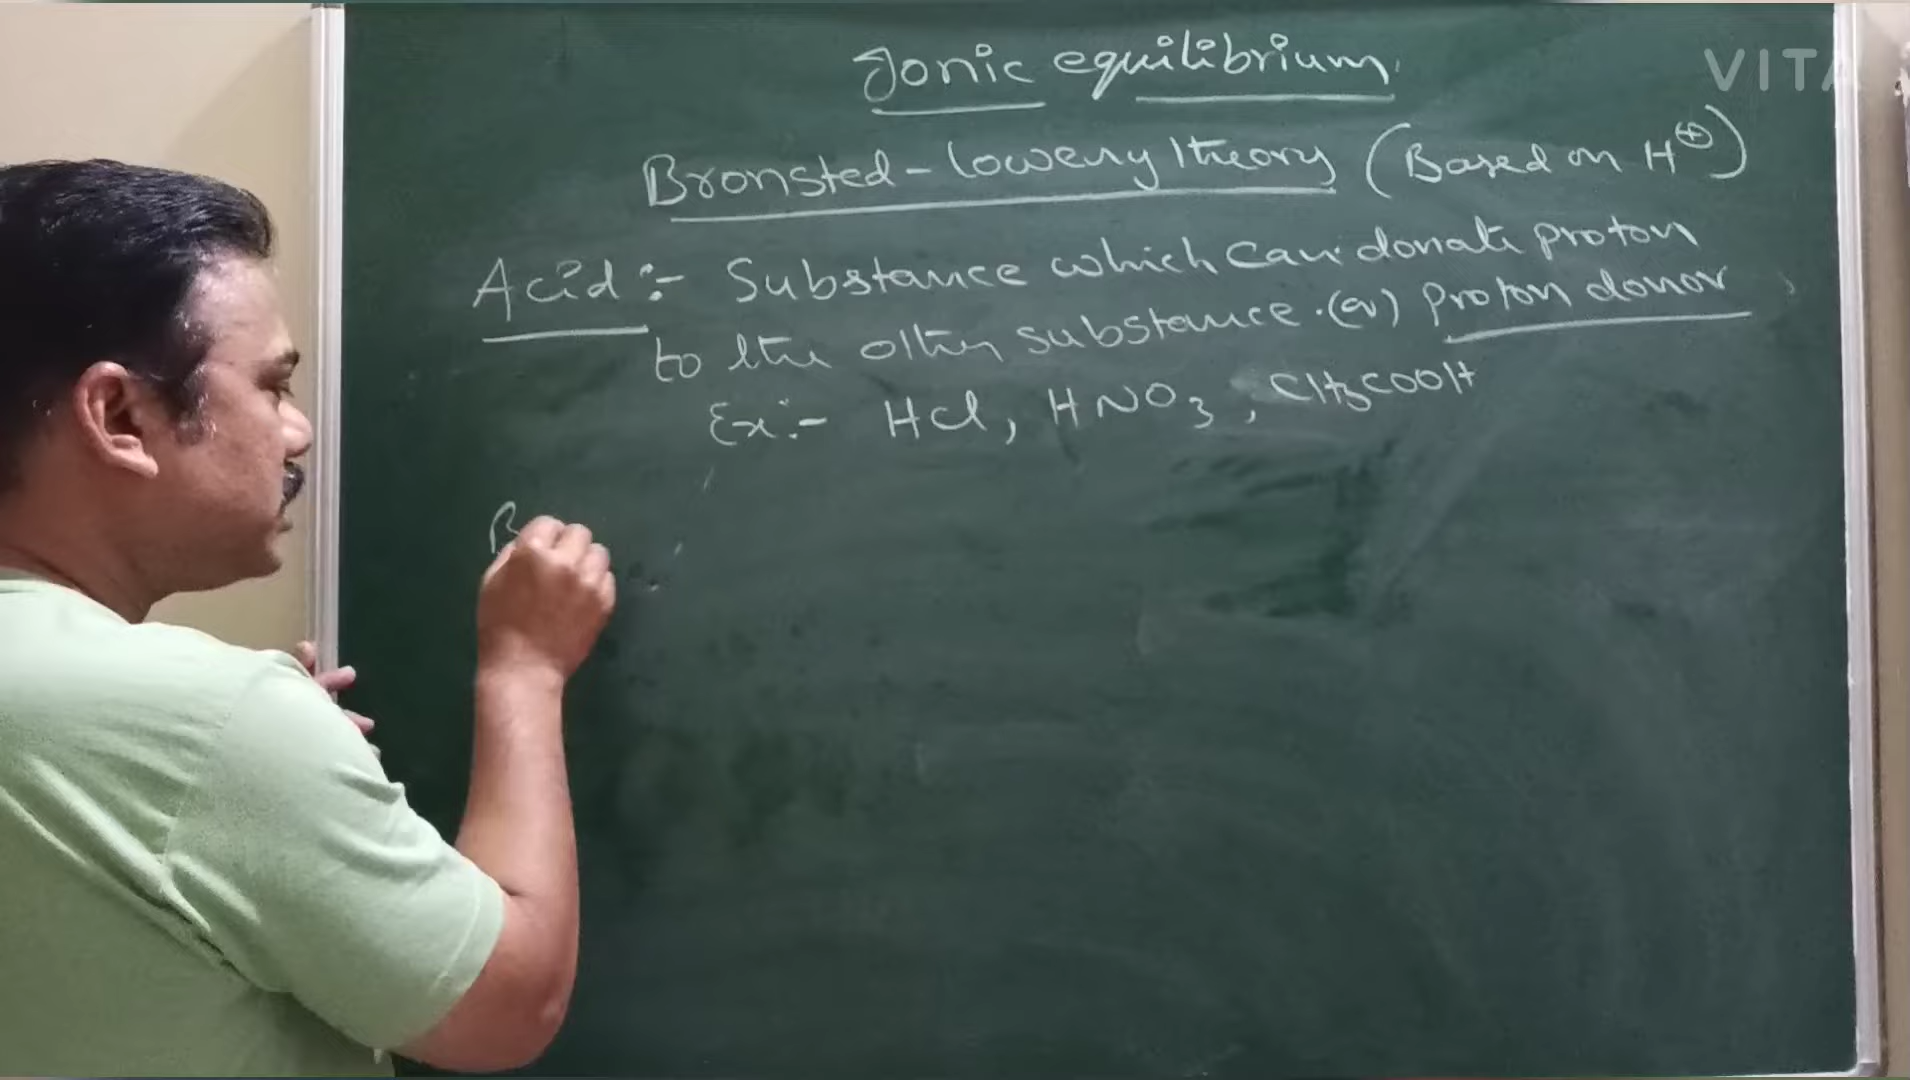 Ionic equilibrium
VITA
Bronsted-Lowery theory (Based on H⊕)
Acid :- Substance which can donate proton
to the other substance. (or) proton donor
Ex:- HCl, HNO3, CH3COOH
B